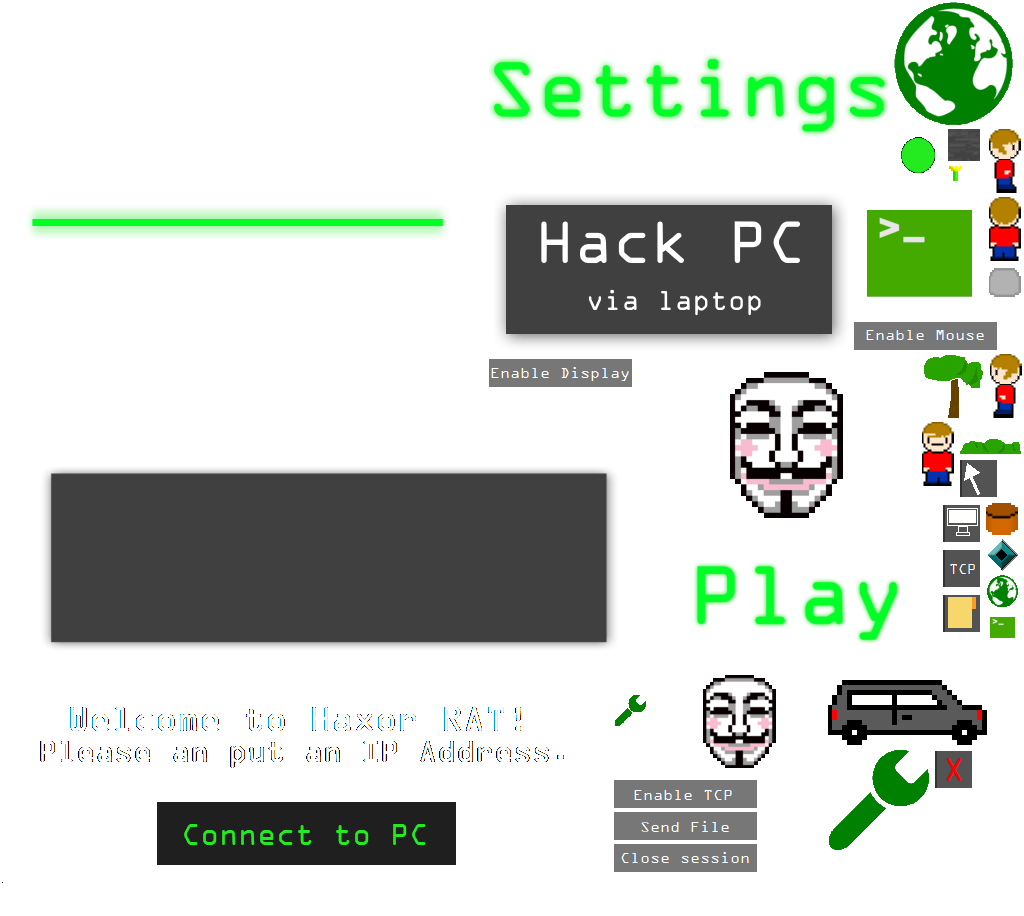 Settings
Hack PC
via laptop
>_
Enable Mouse
Enable Display
TCP
Play
>_
Welcome to Haxor RAT!
Please an put an IP Address.
X
Enable TCP
Send File
Connect to PC
Close session